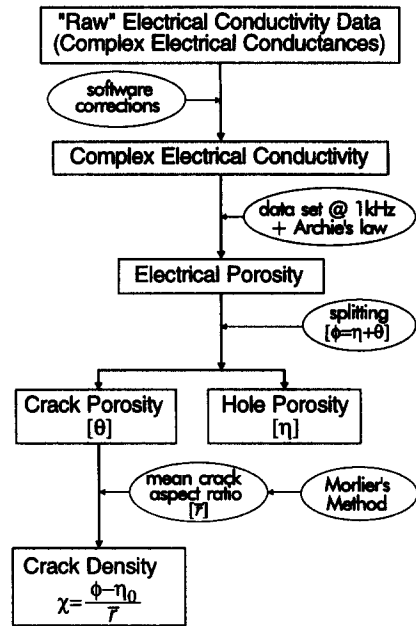 "Raw" Electrical Conductivity Data
(Complex Electrical Conductances)
software
corrections
Complex Electrical Conductivity
data set @ 1kHz
+ Archie's law
Electrical Porosity
splitting
[ϕ=η+θ]
Crack Porosity
[θ]
Hole Porosity
[η]
mean crack
aspect ratio
[r̅]
Morlier's
Method
Crack Density
χ=ϕ−η₀/r̅